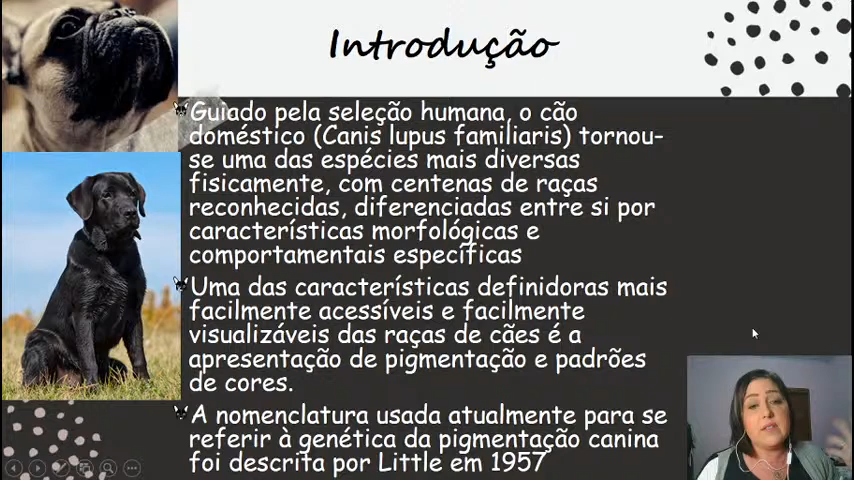 Introdução
Guiado pela seleção humana, o cão
doméstico (Canis lupus familiaris) tornou-
se uma das espécies mais diversas
fisicamente, com centenas de raças
reconhecidas, diferenciadas entre si por
características morfológicas e
comportamentais específicas
Uma das características definidoras mais
facilmente acessíveis e facilmente
visualizáveis das raças de cães é a
apresentação de pigmentação e padrões
de cores.
A nomenclatura usada atualmente para se
referir à genética da pigmentação canina
foi descrita por Little em 1957